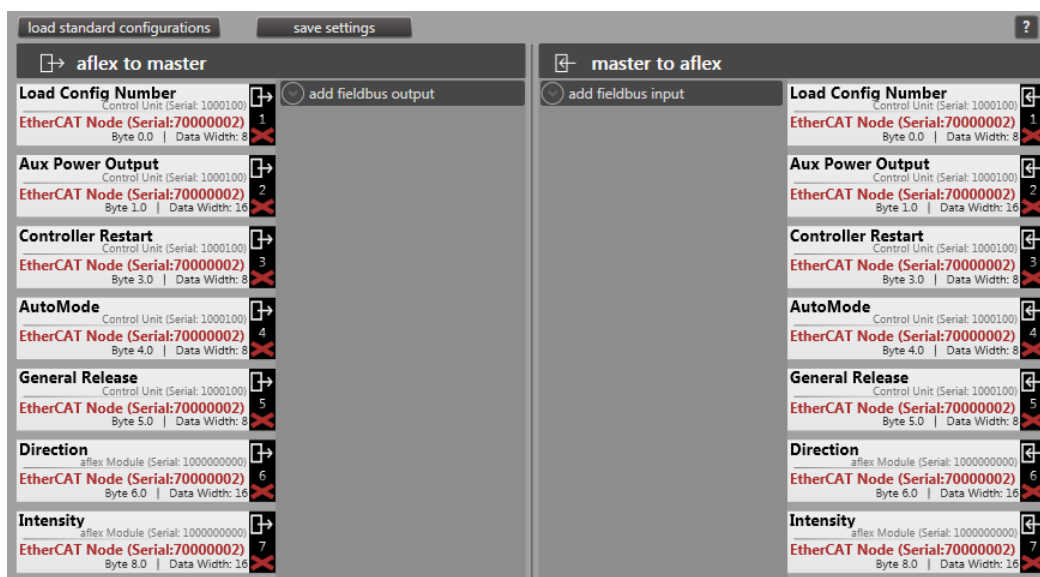 load standard configurations
save settings
?
aflex to master
master to aflex
Load Config Number
Control Unit (Serial: 1000100)
EtherCAT Node (Serial:70000002)
Byte 0.0 | Data Width: 8
1
add fieldbus output
add fieldbus input
Load Config Number
Control Unit (Serial: 1000100)
EtherCAT Node (Serial:70000002)
Byte 0.0 | Data Width: 8
1
Aux Power Output
Control Unit (Serial: 1000100)
EtherCAT Node (Serial:70000002)
Byte 1.0 | Data Width: 16
2
Aux Power Output
Control Unit (Serial: 1000100)
EtherCAT Node (Serial:70000002)
Byte 1.0 | Data Width: 16
2
Controller Restart
Control Unit (Serial: 1000100)
EtherCAT Node (Serial:70000002)
Byte 3.0 | Data Width: 8
3
Controller Restart
Control Unit (Serial: 1000100)
EtherCAT Node (Serial:70000002)
Byte 3.0 | Data Width: 8
3
AutoMode
Control Unit (Serial: 1000100)
EtherCAT Node (Serial:70000002)
Byte 4.0 | Data Width: 8
4
AutoMode
Control Unit (Serial: 1000100)
EtherCAT Node (Serial:70000002)
Byte 4.0 | Data Width: 8
4
General Release
Control Unit (Serial: 1000100)
EtherCAT Node (Serial:70000002)
Byte 5.0 | Data Width: 8
5
General Release
Control Unit (Serial: 1000100)
EtherCAT Node (Serial:70000002)
Byte 5.0 | Data Width: 8
5
Direction
aflex Module (Serial: 1000000000)
EtherCAT Node (Serial:70000002)
Byte 6.0 | Data Width: 16
6
Direction
aflex Module (Serial: 1000000000)
EtherCAT Node (Serial:70000002)
Byte 6.0 | Data Width: 16
6
Intensity
aflex Module (Serial: 1000000000)
EtherCAT Node (Serial:70000002)
Byte 8.0 | Data Width: 16
7
Intensity
aflex Module (Serial: 1000000000)
EtherCAT Node (Serial:70000002)
Byte 8.0 | Data Width: 16
7